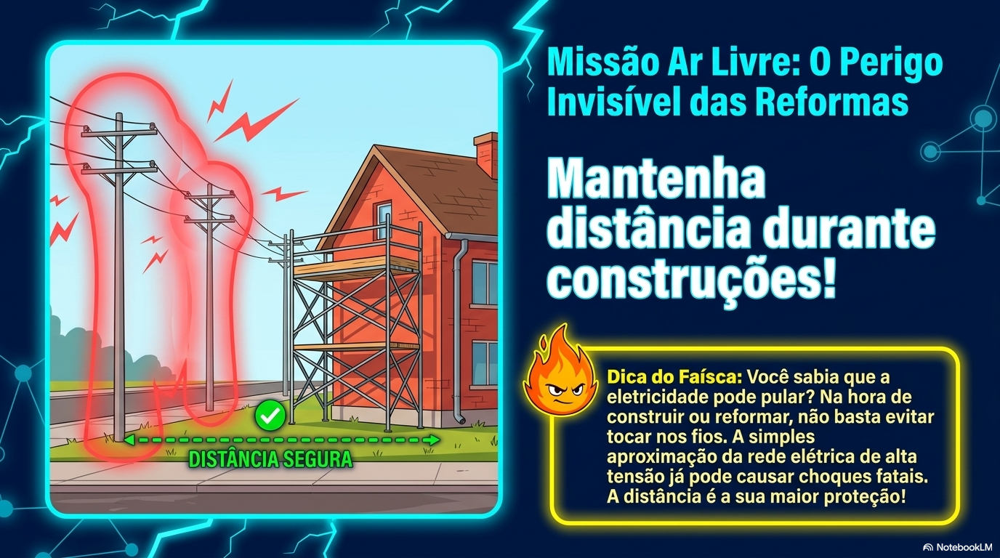 Missão Ar Livre: O Perigo
Invisível das Reformas
Mantenha
distância durante
construções!
DISTÂNCIA SEGURA
Dica do Faísca: Você sabia que a
eletricidade pode pular? Na hora de
construir ou reformar, não basta evitar
tocar nos fios. A simples
aproximação da rede elétrica de alta
tensão já pode causar choques fatais.
A distância é a sua maior proteção!
NotebookLM